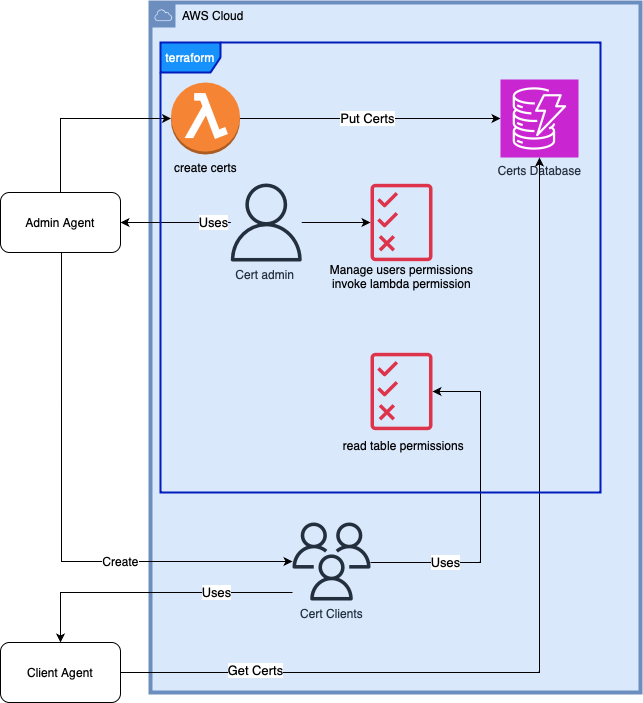 AWS Cloud
terraform
Put Certs
create certs
Certs Database
Admin Agent
Uses
Cert admin
Manage users permissions
invoke lambda permission
read table permissions
Create
Uses
Uses
Cert Clients
Client Agent
Get Certs